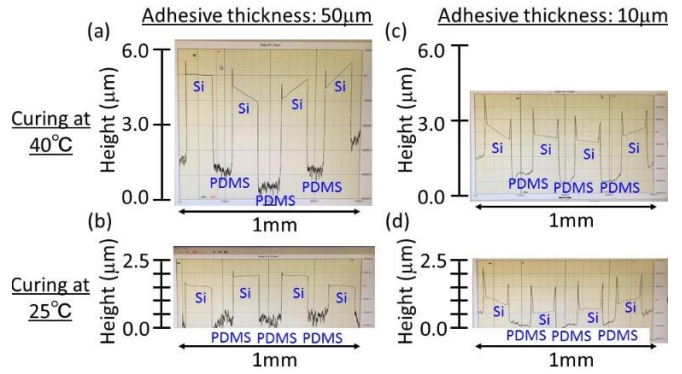 Adhesive thickness: 50μm
Adhesive thickness: 10μm
(a)
(c)
Curing at
40℃
Height (μm)
6.0
3.0
0.0
Si
Si
Si
Si
PDMS
PDMS
PDMS
1mm
Height (μm)
6.0
3.0
0.0
Si
Si
Si
Si
PDMS
PDMS
PDMS
1mm
(b)
(d)
Curing at
25℃
Height (μm)
2.5
0.0
Si
Si
Si
Si
PDMS PDMS PDMS
1mm
Height (μm)
2.5
0.0
Si
Si
Si
Si
PDMS PDMS PDMS
1mm